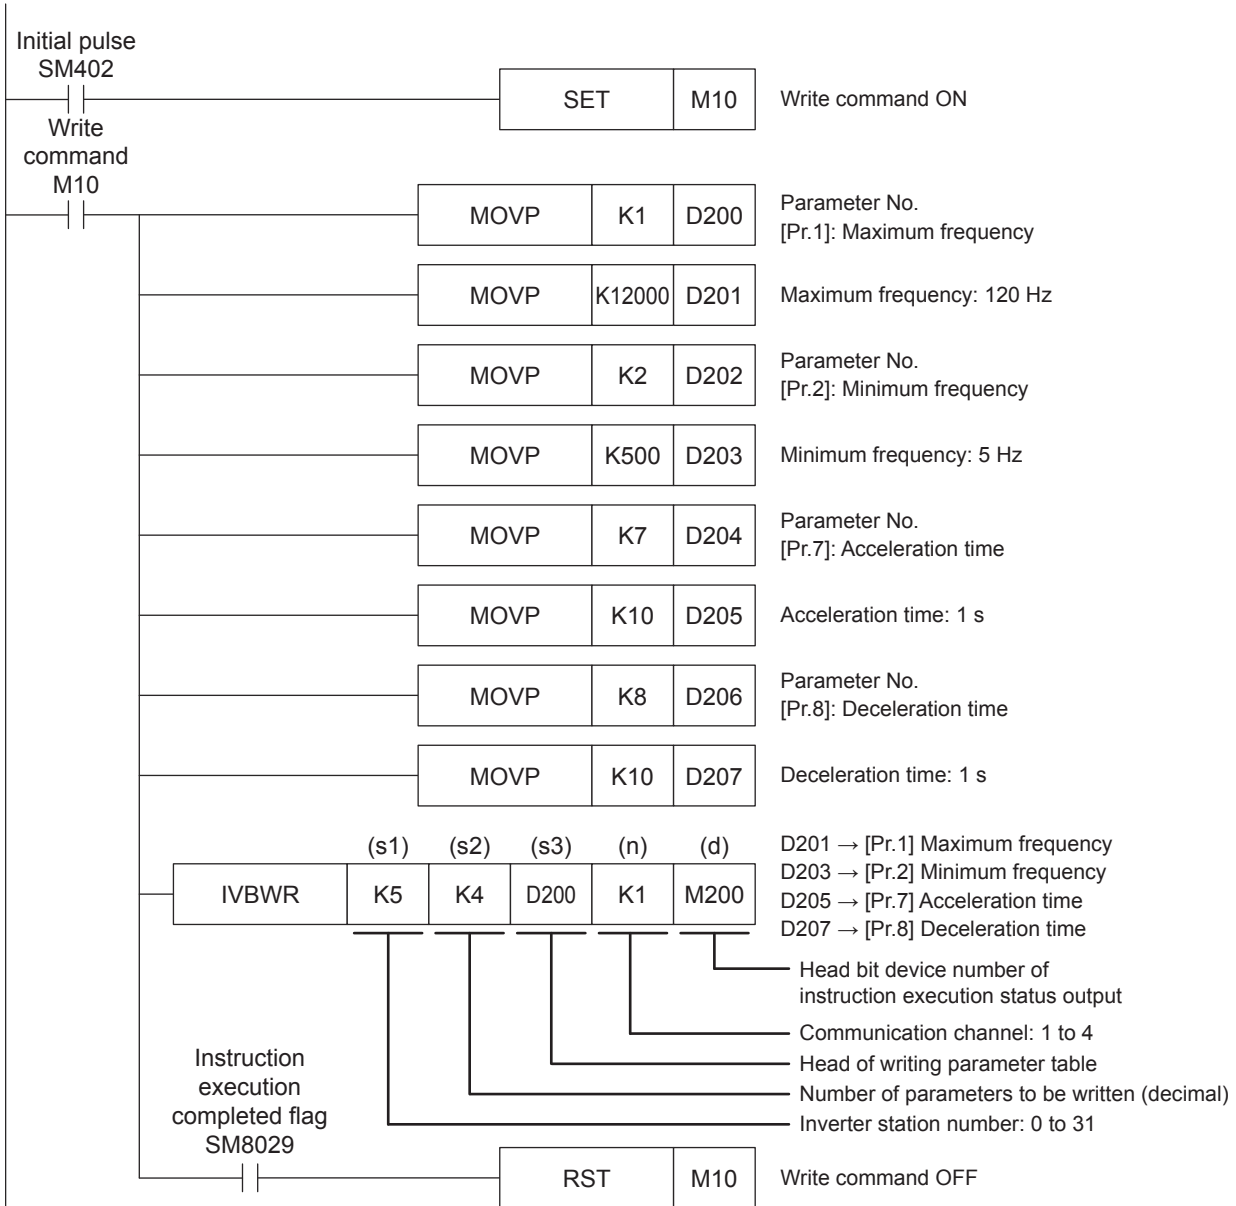 Initial pulse
SM402
SET M10 Write command ON
Write
command
M10
MOVP K1 D200 Parameter No.
[Pr.1]: Maximum frequency
MOVP K12000 D201 Maximum frequency: 120 Hz
MOVP K2 D202 Parameter No.
[Pr.2]: Minimum frequency
MOVP K500 D203 Minimum frequency: 5 Hz
MOVP K7 D204 Parameter No.
[Pr.7]: Acceleration time
MOVP K10 D205 Acceleration time: 1 s
MOVP K8 D206 Parameter No.
[Pr.8]: Deceleration time
MOVP K10 D207 Deceleration time: 1 s
(s1) (s2) (s3) (n) (d)
IVBWR K5 K4 D200 K1 M200
D201 → [Pr.1] Maximum frequency
D203 → [Pr.2] Minimum frequency
D205 → [Pr.7] Acceleration time
D207 → [Pr.8] Deceleration time
Head bit device number of
instruction execution status output
Communication channel: 1 to 4
Head of writing parameter table
Number of parameters to be written (decimal)
Inverter station number: 0 to 31
Instruction
execution
completed flag
SM8029
RST M10 Write command OFF